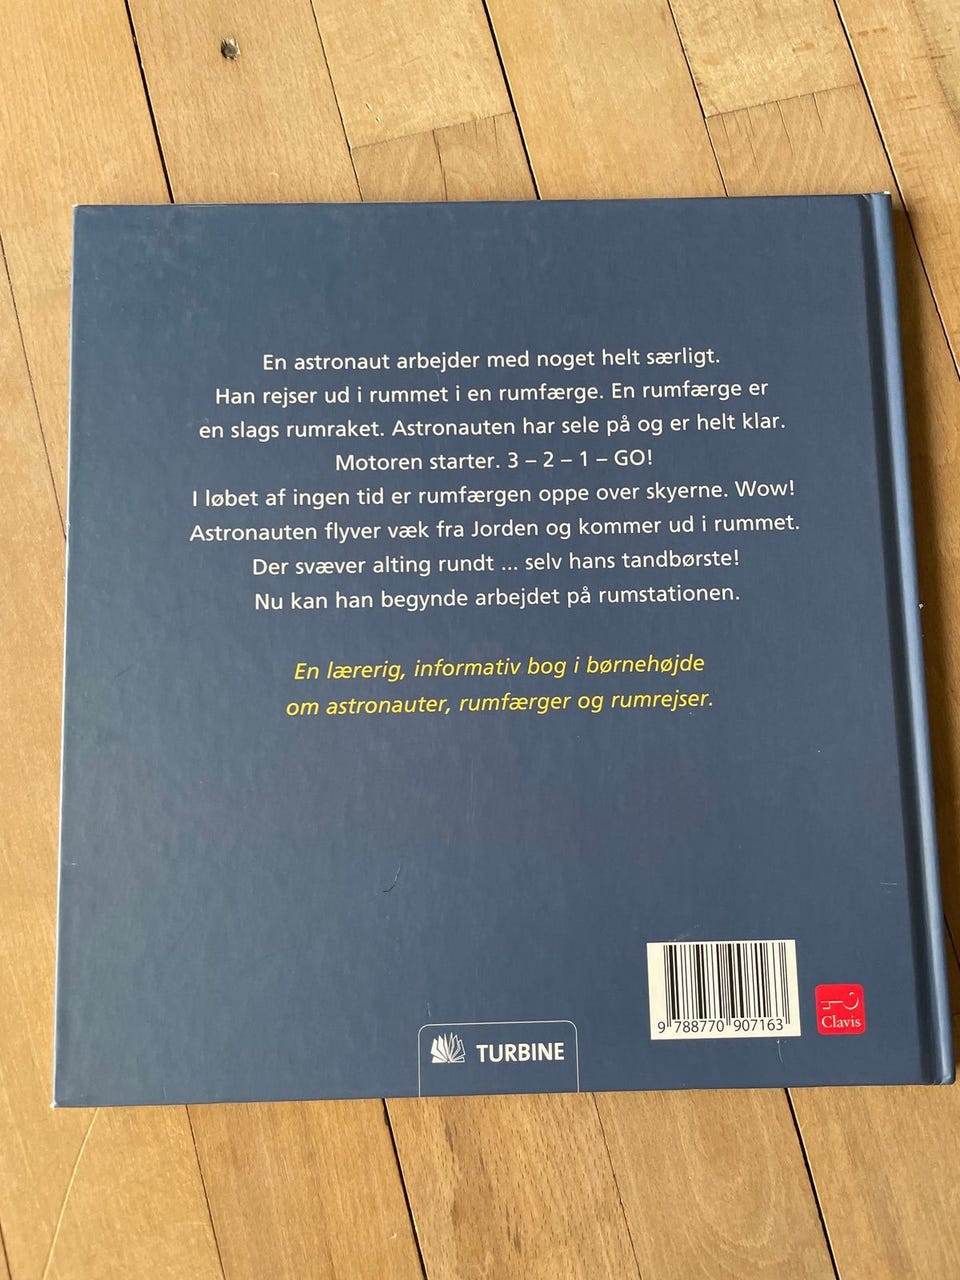 En astronaut arbejder med noget helt særligt.
Han rejser ud i rummet i en rumfærge. En rumfærge er
en slags rumraket. Astronauten har sele på og er helt klar.
Motoren starter. 3 – 2 – 1 – GO!
I løbet af ingen tid er rumfærgen oppe over skyerne. Wow!
Astronauten flyver væk fra Jorden og kommer ud i rummet.
Der svæver alting rundt ... selv hans tandbørste!
Nu kan han begynde arbejdet på rumstationen.
En lærerig, informativ bog i børnehøjde
om astronauter, rumfærger og rumrejser.
9 788770 907163
Clavis
TURBINE